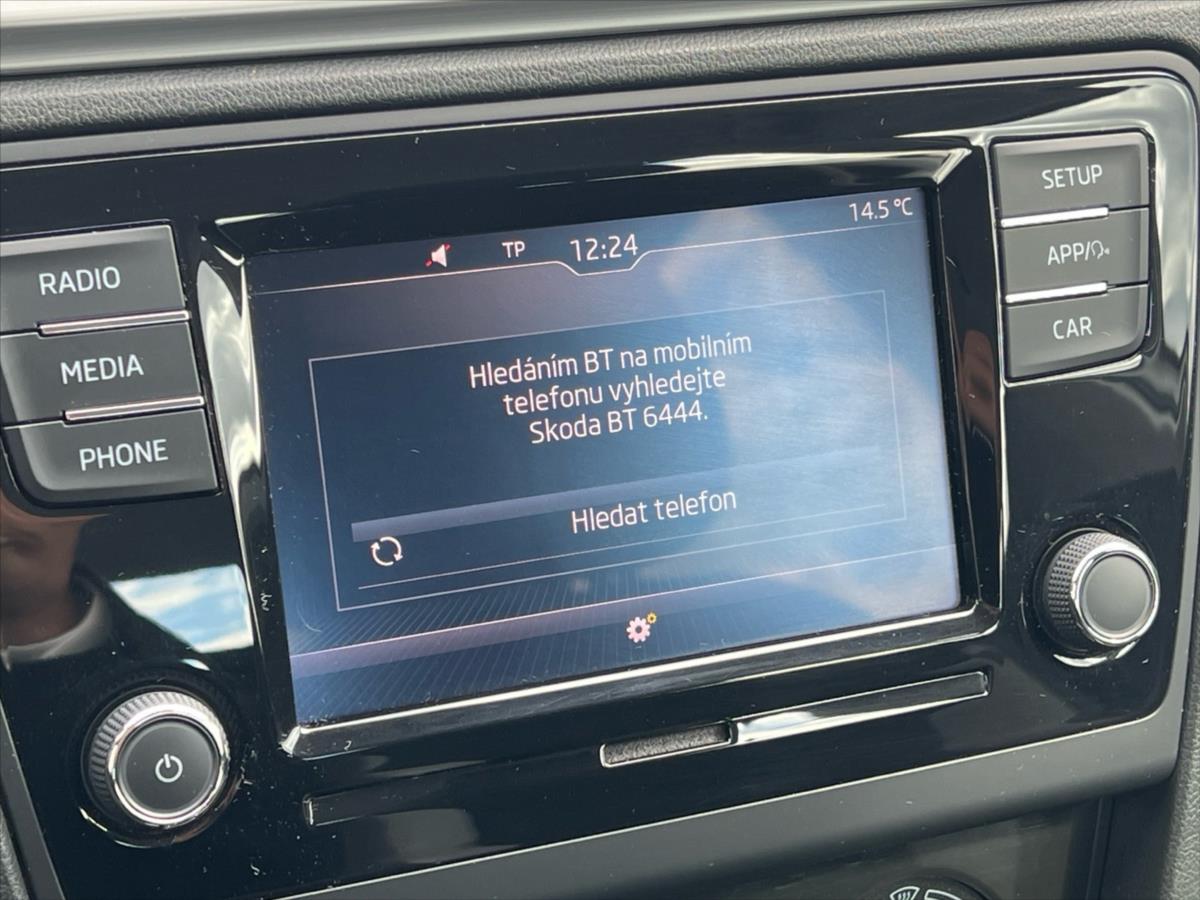 TP 12:24 14.5 °C
Hledáním BT na mobilním
telefonu vyhledejte
Skoda BT 6444.
Hledat telefon
RADIO
MEDIA
PHONE
SETUP
APP/
CAR